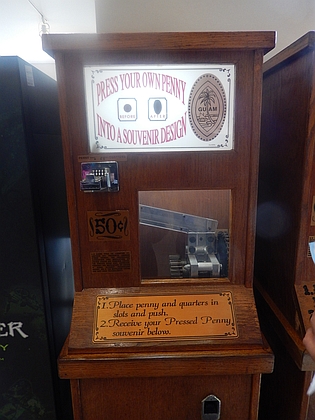 PRESS YOUR OWN PENNY
BEFORE
AFTER
GUAM
INTO A SOUVENIR DESIGN
50¢
1. Place penny and quarters in
slots and push.
2. Receive your Pressed Penny
souvenir below.
ER